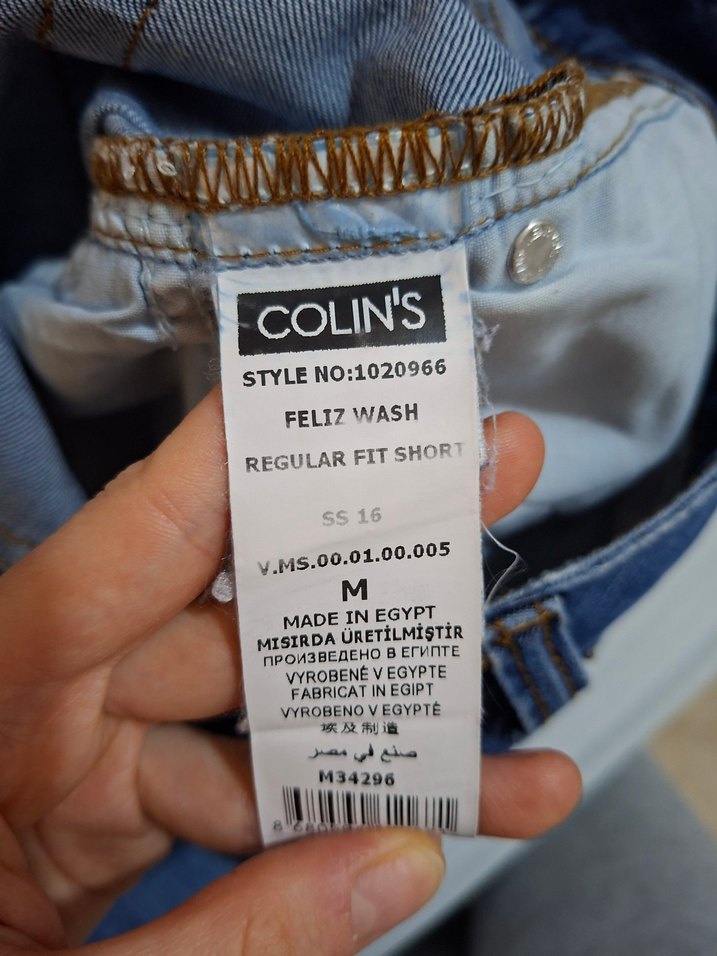 COLIN'S
STYLE NO:1020966
FELIZ WASH
REGULAR FIT SHORT
SS 16
V.MS.00.01.00.005
M
MADE IN EGYPT
MISIRDA ÜRETİLMİŞTİR
ПРОИЗВЕДЕНО В ЕГИПТЕ
VYROBENÉ V EGYPTE
FABRICAT IN EGIPT
VYROBENO V EGYPTĚ
埃及制造
صنع في مصر
M34296